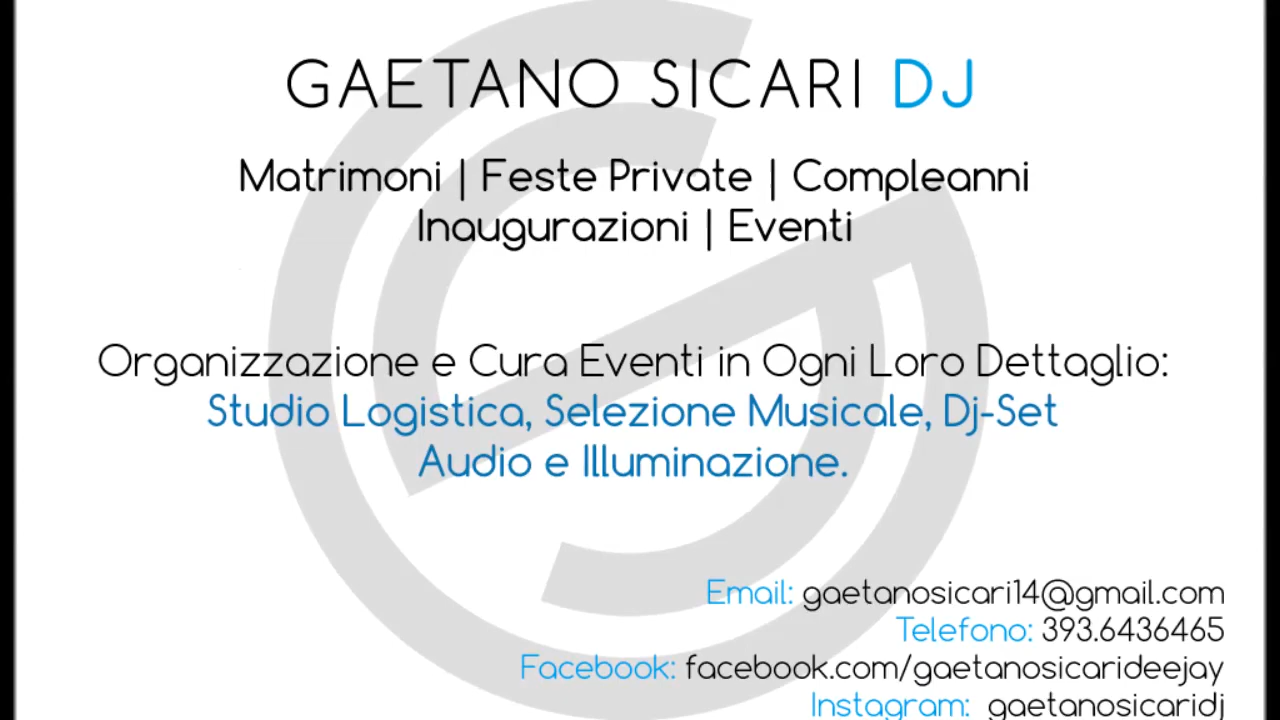 GAETANO SICARI DJ
Matrimoni | Feste Private | Compleanni
Inaugurazioni | Eventi
Organizzazione e Cura Eventi in Ogni Loro Dettaglio:
Studio Logistica, Selezione Musicale, Dj-Set
Audio e Illuminazione.
Email: gaetanosicari14@gmail.com
Telefono: 393.6436465
Facebook: facebook.com/gaetanosicarideejay
Instagram: gaetanosicaridj